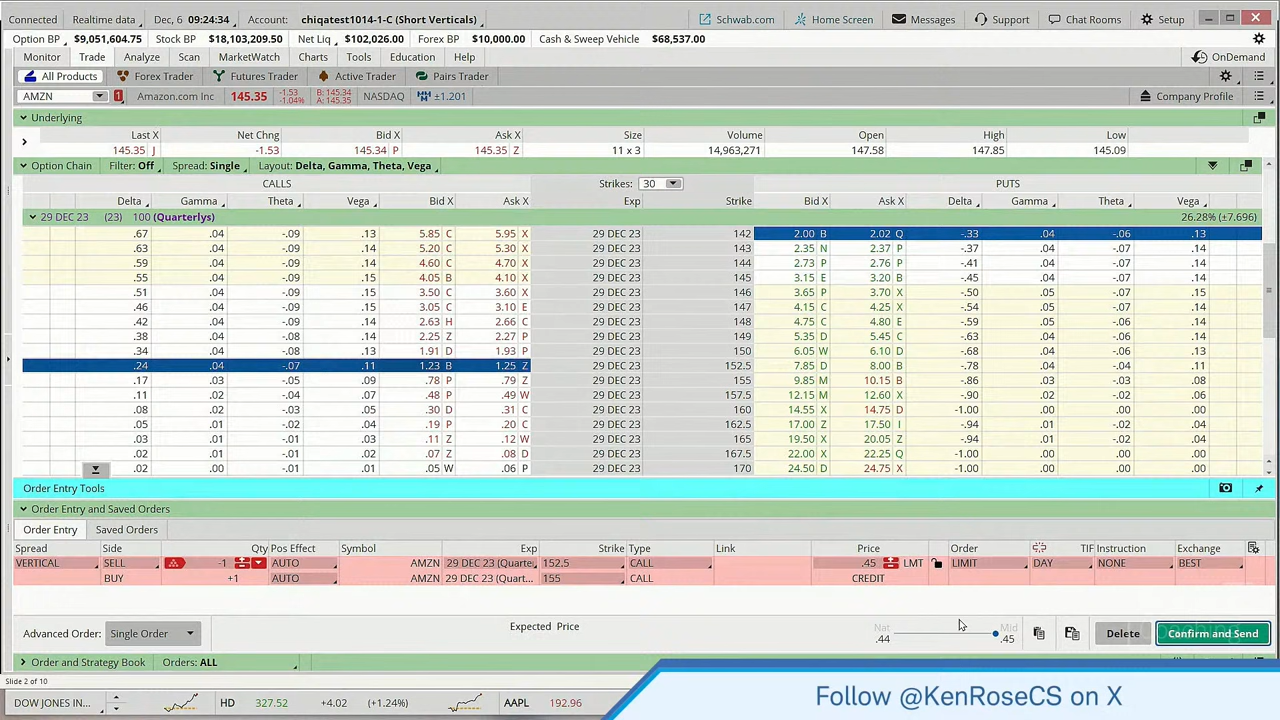 Connected Realtime data Dec, 6 09:24:34 Account: chiqatest1014-1-C (Short Verticals) Schwab.com Home Screen Messages Support Chat Rooms Setup
Option BP $9,051,604.75 Stock BP $18,103,209.50 Net Liq $102,026.00 Forex BP $10,000.00 Cash & Sweep Vehicle $68,537.00
Monitor Trade Analyze Scan MarketWatch Charts Tools Education Help OnDemand
All Products Forex Trader Futures Trader Active Trader Pairs Trader
AMZN 1 Amazon.com Inc 145.35 -1.53 -1.04% B: 145.34 A: 145.35 NASDAQ ±1.201 Company Profile
Underlying
Last X Net Chng Bid X Ask X Size Volume Open High Low
145.35 J -1.53 145.34 P 145.35 Z 11 x 3 14,963,271 147.58 147.85 145.09
Option Chain Filter: Off Spread: Single Layout: Delta, Gamma, Theta, Vega
CALLS Strikes: 30 PUTS
Delta Gamma Theta Vega Bid X Ask X Exp Strike Bid X Ask X Delta Gamma Theta Vega
29 DEC 23 (23) 100 (Quarterlys) 26.28% (±7.696)
.67 .04 -.09 .13 5.85 C 5.95 X 29 DEC 23 142 2.00 B 2.02 Q -.33 .04 -.06 .13
.63 .04 -.09 .14 5.20 C 5.30 X 29 DEC 23 143 2.35 N 2.37 P -.37 .04 -.07 .14
.59 .04 -.09 .14 4.60 C 4.70 X 29 DEC 23 144 2.73 P 2.76 P -.41 .04 -.07 .14
.55 .04 -.09 .15 4.05 B 4.10 X 29 DEC 23 145 3.15 E 3.20 B -.45 .04 -.07 .14
.51 .04 -.09 .15 3.50 C 3.60 X 29 DEC 23 146 3.65 P 3.70 X -.50 .05 -.07 .15
.46 .04 -.09 .15 3.05 C 3.10 E 29 DEC 23 147 4.15 C 4.25 X -.54 .05 -.07 .14
.42 .04 -.09 .14 2.63 H 2.66 C 29 DEC 23 148 4.75 C 4.80 E -.59 .05 -.06 .14
.38 .04 -.08 .14 2.25 Z 2.27 P 29 DEC 23 149 5.35 D 5.45 C -.63 .04 -.06 .14
.34 .04 -.08 .13 1.91 D 1.93 P 29 DEC 23 150 6.05 W 6.10 D -.68 .04 -.06 .13
.24 .04 -.07 .11 1.23 B 1.25 Z 29 DEC 23 152.5 7.85 D 8.00 B -.78 .04 -.04 .11
.17 .03 -.05 .09 .78 P .79 Z 29 DEC 23 155 9.85 M 10.15 B -.86 .03 -.03 .08
.11 .02 -.04 .07 .48 P .49 W 29 DEC 23 157.5 12.15 M 12.60 X -.90 .02 -.02 .06
.08 .02 -.03 .05 .30 D .31 C 29 DEC 23 160 14.55 X 14.75 D -1.00 .00 .00 .00
.05 .01 -.02 .04 .19 P .20 C 29 DEC 23 162.5 17.00 Z 17.50 I -.94 .01 -.02 .04
.03 .01 -.01 .03 .11 Z .12 W 29 DEC 23 165 19.50 X 20.05 Z -.94 .01 -.02 .04
.02 .01 -.01 .02 .07 Z .08 D 29 DEC 23 167.5 22.00 X 22.25 Q -1.00 .00 .00 .00
.02 .00 -.01 .01 .05 W .06 P 29 DEC 23 170 24.50 D 24.75 X -1.00 .00 .00 .00
Order Entry Tools
Order Entry and Saved Orders
Order Entry Saved Orders
Spread Side Qty Pos Effect Symbol Exp Strike Type Link Price Order TIF Instruction Exchange
VERTICAL SELL -1 AUTO AMZN 29 DEC 23 (Quarte.. 152.5 CALL .45 LMT LIMIT DAY NONE BEST
BUY +1 AUTO AMZN 29 DEC 23 (Quart... 155 CALL CREDIT
Advanced Order: Single Order Expected Price Nat .44 Mid .45 Delete Confirm and Send
Order and Strategy Book Orders: ALL
Slide 2 of 10
DOW JONES IN... HD 327.52 +4.02 (+1.24%) AAPL 192.96
Follow @KenRoseCS on X